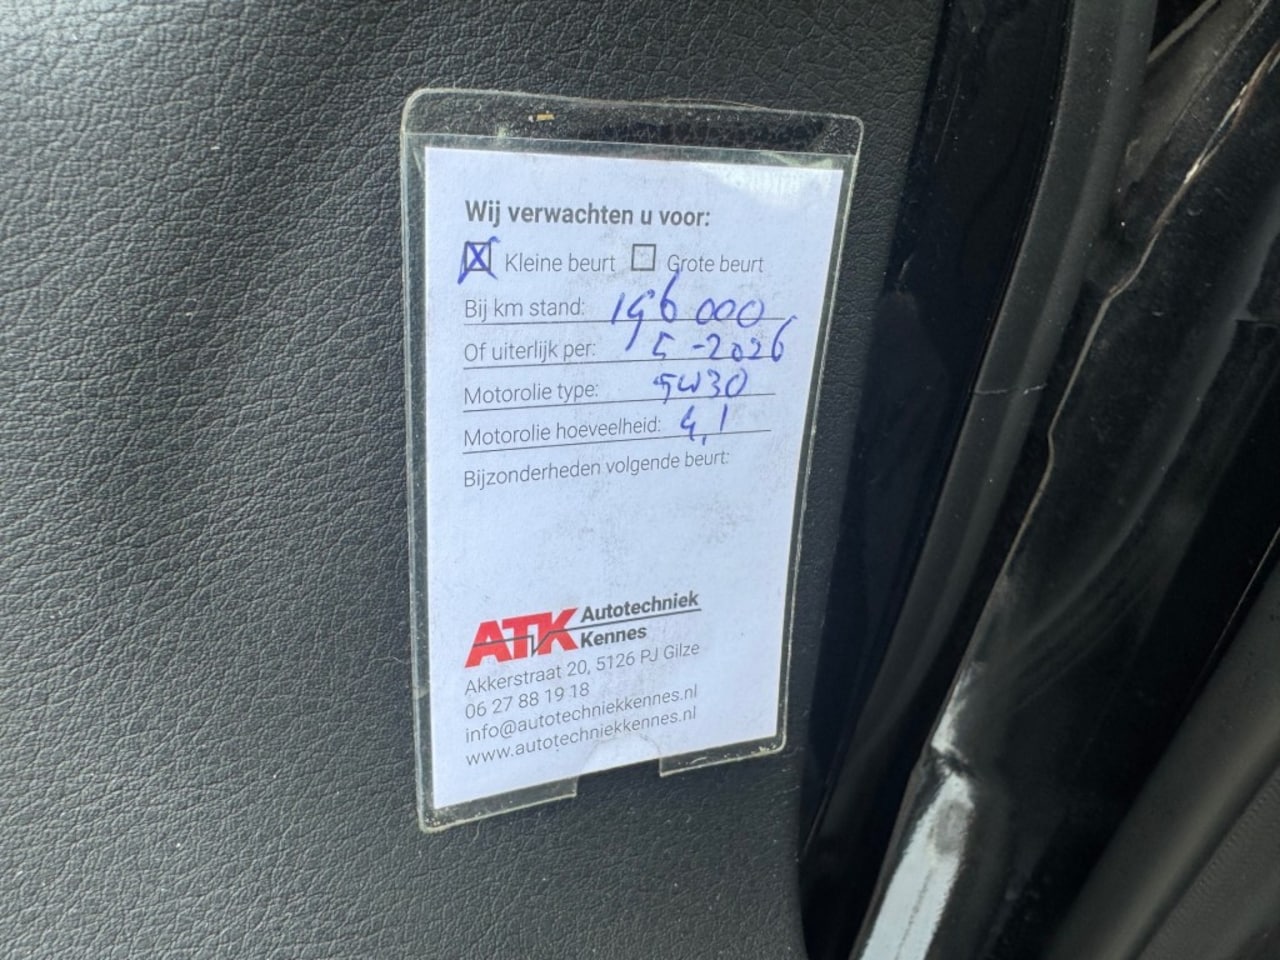 Wij verwachten u voor:
Kleine beurt Grote beurt
Bij km stand: 196 000
Of uiterlijk per: 5-2026
Motorolie type: 5W30
Motorolie hoeveelheid: 4,1
Bijzonderheden volgende beurt:
ATK Autotechniek
Kennes
Akkerstraat 20, 5126 PJ Gilze
06 27 88 19 18
info@autotechniekkennes.nl
www.autotechniekkennes.nl